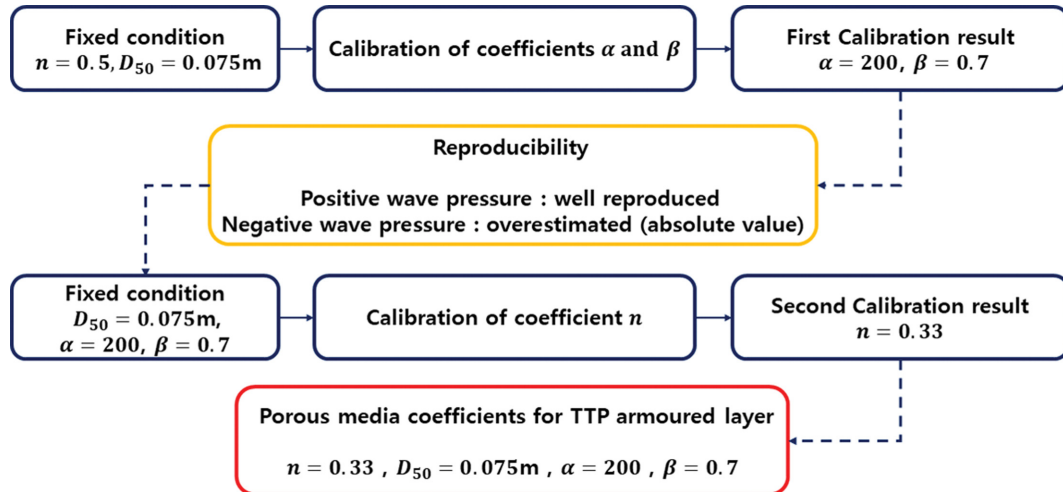 Fixed condition
n = 0.5, D₅₀ = 0.075m
Calibration of coefficients α and β
First Calibration result
α = 200, β = 0.7
Reproducibility
Positive wave pressure : well reproduced
Negative wave pressure : overestimated (absolute value)
Fixed condition
D₅₀ = 0.075m,
α = 200, β = 0.7
Calibration of coefficient n
Second Calibration result
n = 0.33
Porous media coefficients for TTP armoured layer
n = 0.33 , D₅₀ = 0.075m , α = 200 , β = 0.7